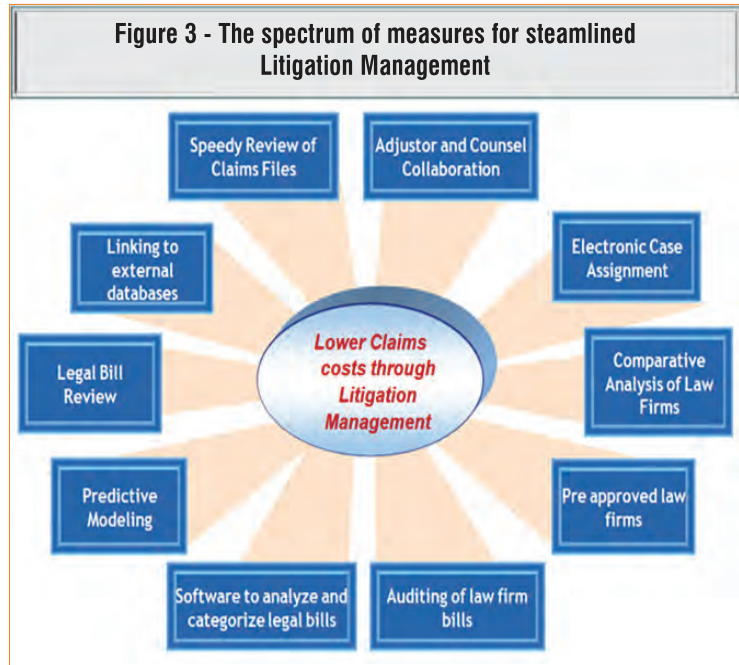 Figure 3 - The spectrum of measures for steamlined
Litigation Management
Speedy Review of
Claims Files
Adjustor and Counsel
Collaboration
Linking to
external
databases
Electronic Case
Assignment
Lower Claims
costs through
Litigation
Management
Legal Bill
Review
Comparative
Analysis of Law
Firms
Predictive
Modeling
Pre approved law
firms
Software to analyze and
categorize legal bills
Auditing of law firm
bills